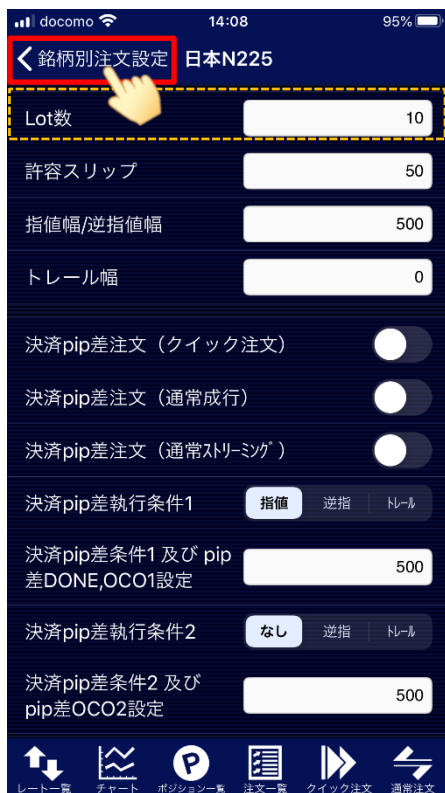 docomo 14:08 95%
銘柄別注文設定 日本N225
Lot数 10
許容スリップ 50
指値幅/逆指値幅 500
トレール幅 0
決済pip差注文（クイック注文）
決済pip差注文（通常成行）
決済pip差注文（通常ｽﾄﾘｰﾐﾝｸﾞ）
決済pip差執行条件1 指値 逆指 ﾄﾚｰﾙ
決済pip差条件1 及び pip
差DONE,OCO1設定 500
決済pip差執行条件2 なし 逆指 ﾄﾚｰﾙ
決済pip差条件2 及び
pip差OCO2設定 500
P
レート一覧 チャート ポジション一覧 注文一覧 クイック注文 通常注文